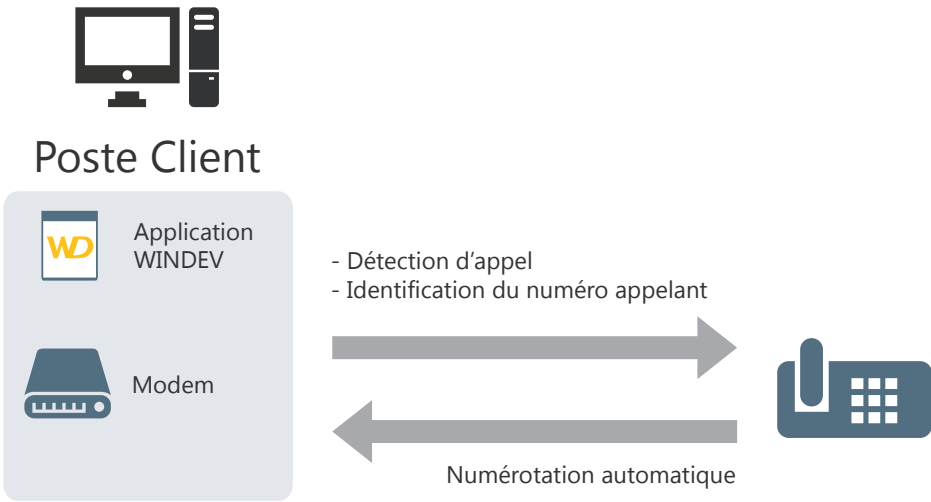 Poste Client
WD
Application
WINDEV
- Détection d’appel
- Identification du numéro appelant
Modem
Numérotation automatique